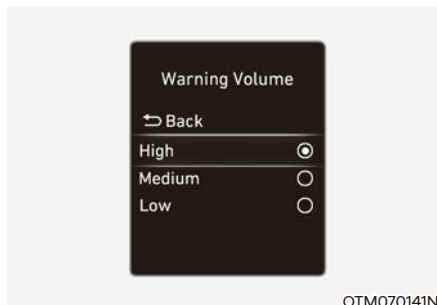 Warning Volume
Back
High
Medium
Low
OTM070141N